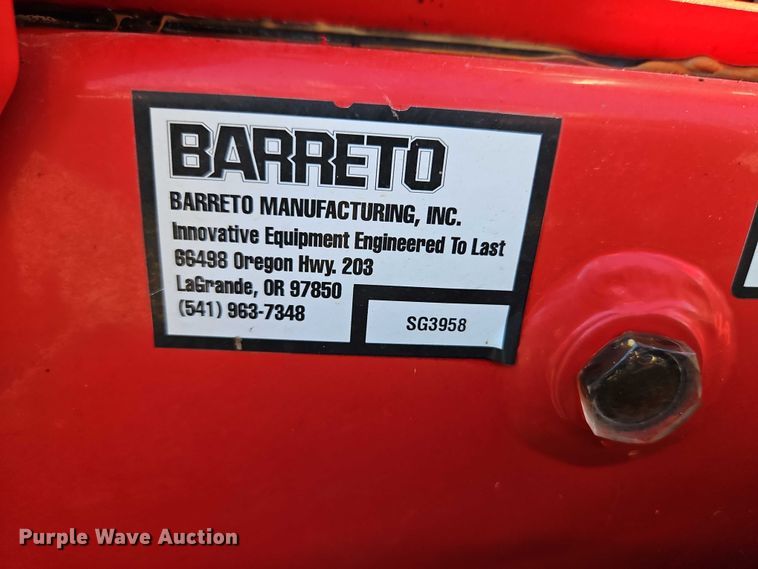 BARRETO
BARRETO MANUFACTURING, INC.
Innovative Equipment Engineered To Last
66498 Oregon Hwy. 203
LaGrande, OR 97850
(541) 963-7348
SG3958
Purple Wave Auction